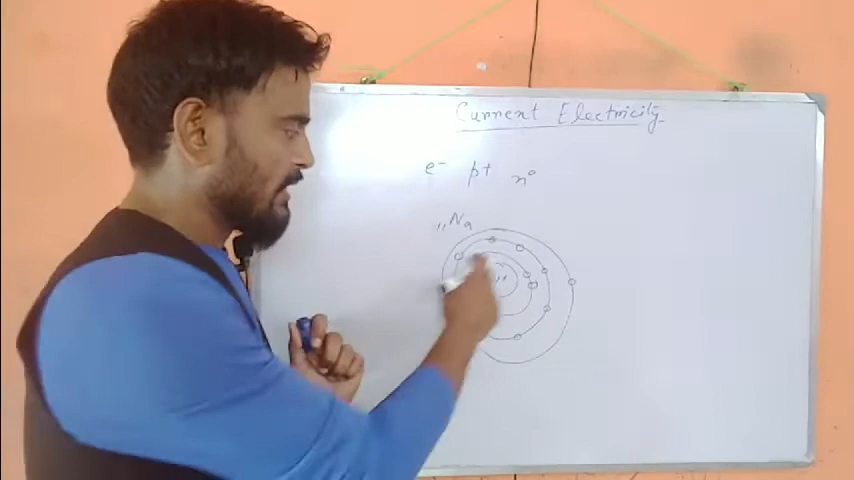 Current Electricity
e⁻ p⁺ n⁰
₁₁Na